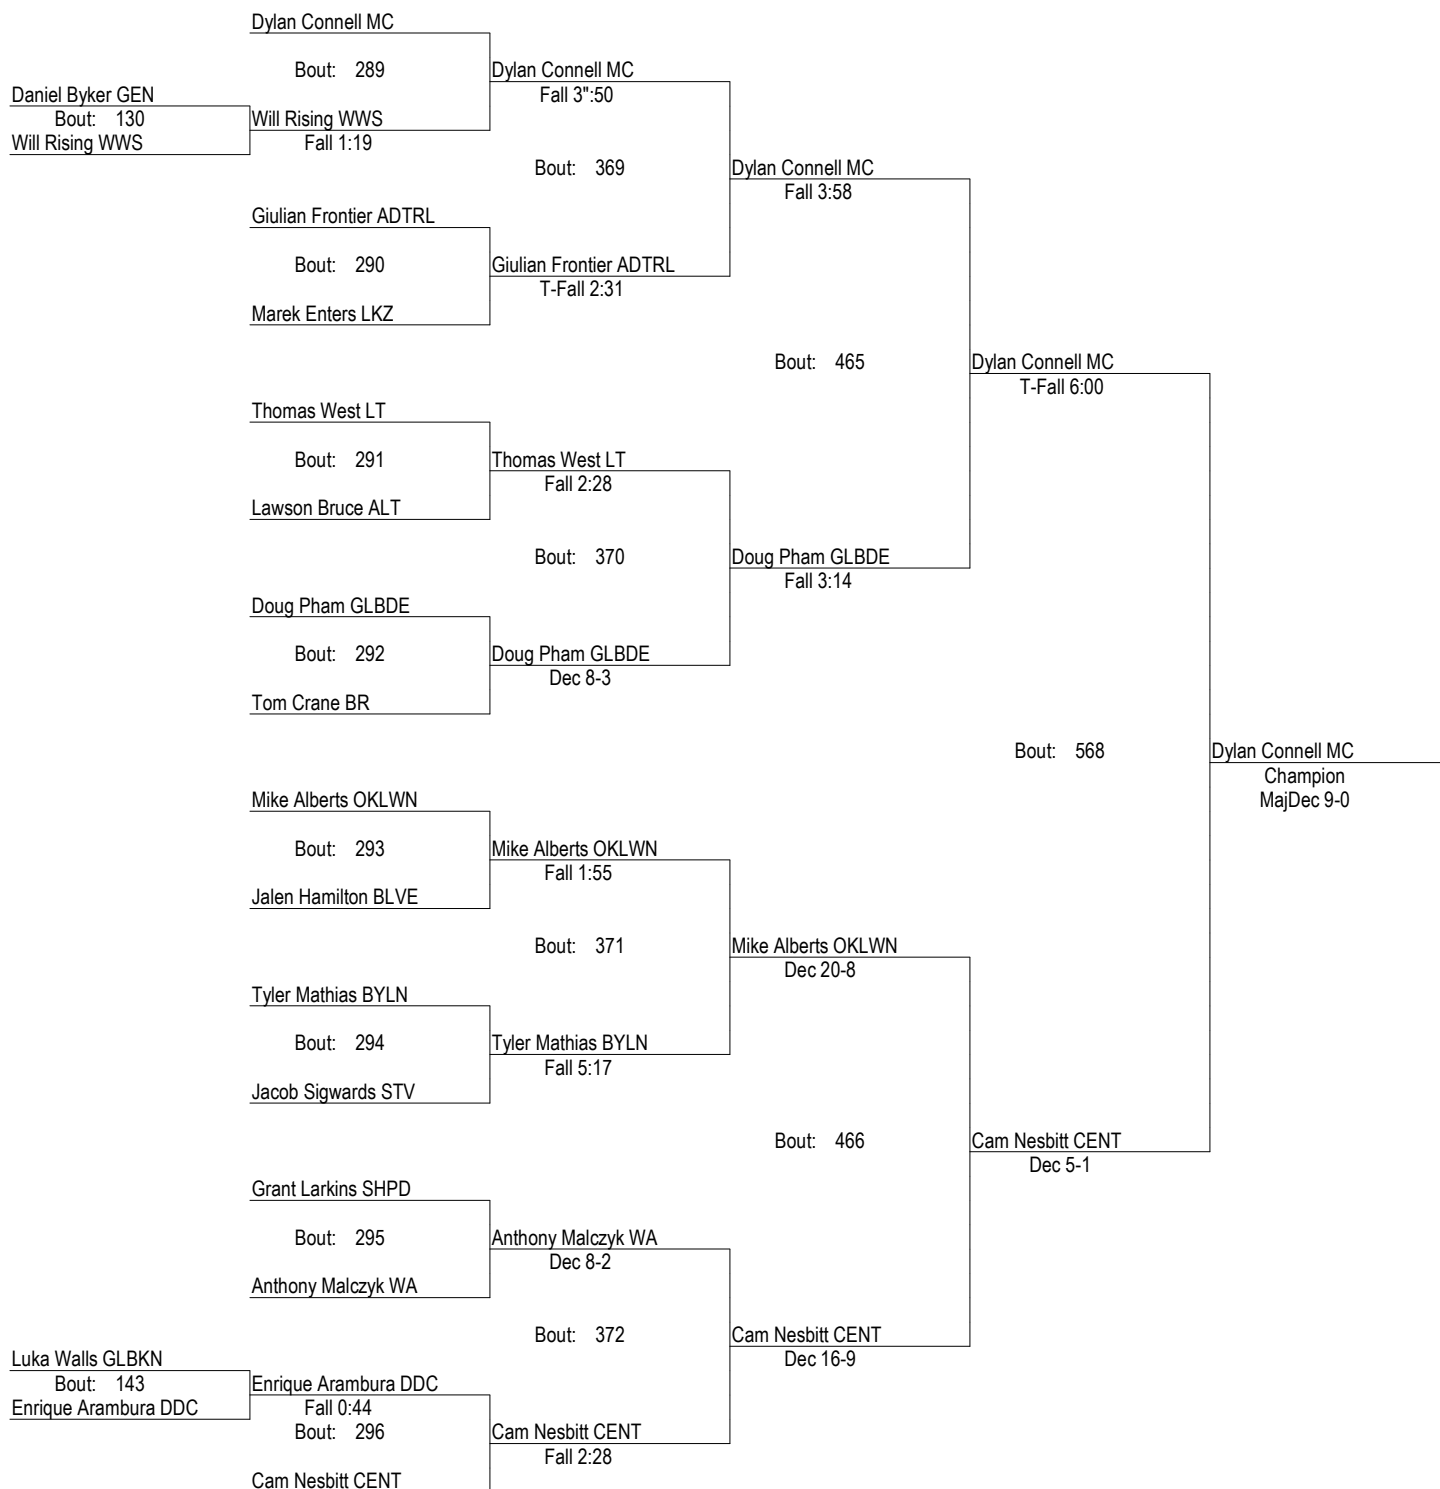 Dylan Connell MC
Bout: 289
Dylan Connell MC
Daniel Byker GEN
Fall 3":50
Bout: 130
Will Rising WWS
Will Rising WWS
Fall 1:19
Bout: 369
Dylan Connell MC
Fall 3:58
Giulian Frontier ADTRL
Bout: 290
Giulian Frontier ADTRL
T-Fall 2:31
Marek Enters LKZ
Bout: 465
Dylan Connell MC
T-Fall 6:00
Thomas West LT
Bout: 291
Thomas West LT
Fall 2:28
Lawson Bruce ALT
Bout: 370
Doug Pham GLBDE
Fall 3:14
Doug Pham GLBDE
Bout: 292
Doug Pham GLBDE
Dec 8-3
Tom Crane BR
Bout: 568
Dylan Connell MC
Champion
MajDec 9-0
Mike Alberts OKLWN
Bout: 293
Mike Alberts OKLWN
Fall 1:55
Jalen Hamilton BLVE
Bout: 371
Mike Alberts OKLWN
Dec 20-8
Tyler Mathias BYLN
Bout: 294
Tyler Mathias BYLN
Fall 5:17
Jacob Sigwards STV
Bout: 466
Cam Nesbitt CENT
Dec 5-1
Grant Larkins SHPD
Bout: 295
Anthony Malczyk WA
Dec 8-2
Anthony Malczyk WA
Bout: 372
Cam Nesbitt CENT
Dec 16-9
Luka Walls GLBKN
Bout: 143
Enrique Arambura DDC
Enrique Arambura DDC
Fall 0:44
Bout: 296
Cam Nesbitt CENT
Fall 2:28
Cam Nesbitt CENT